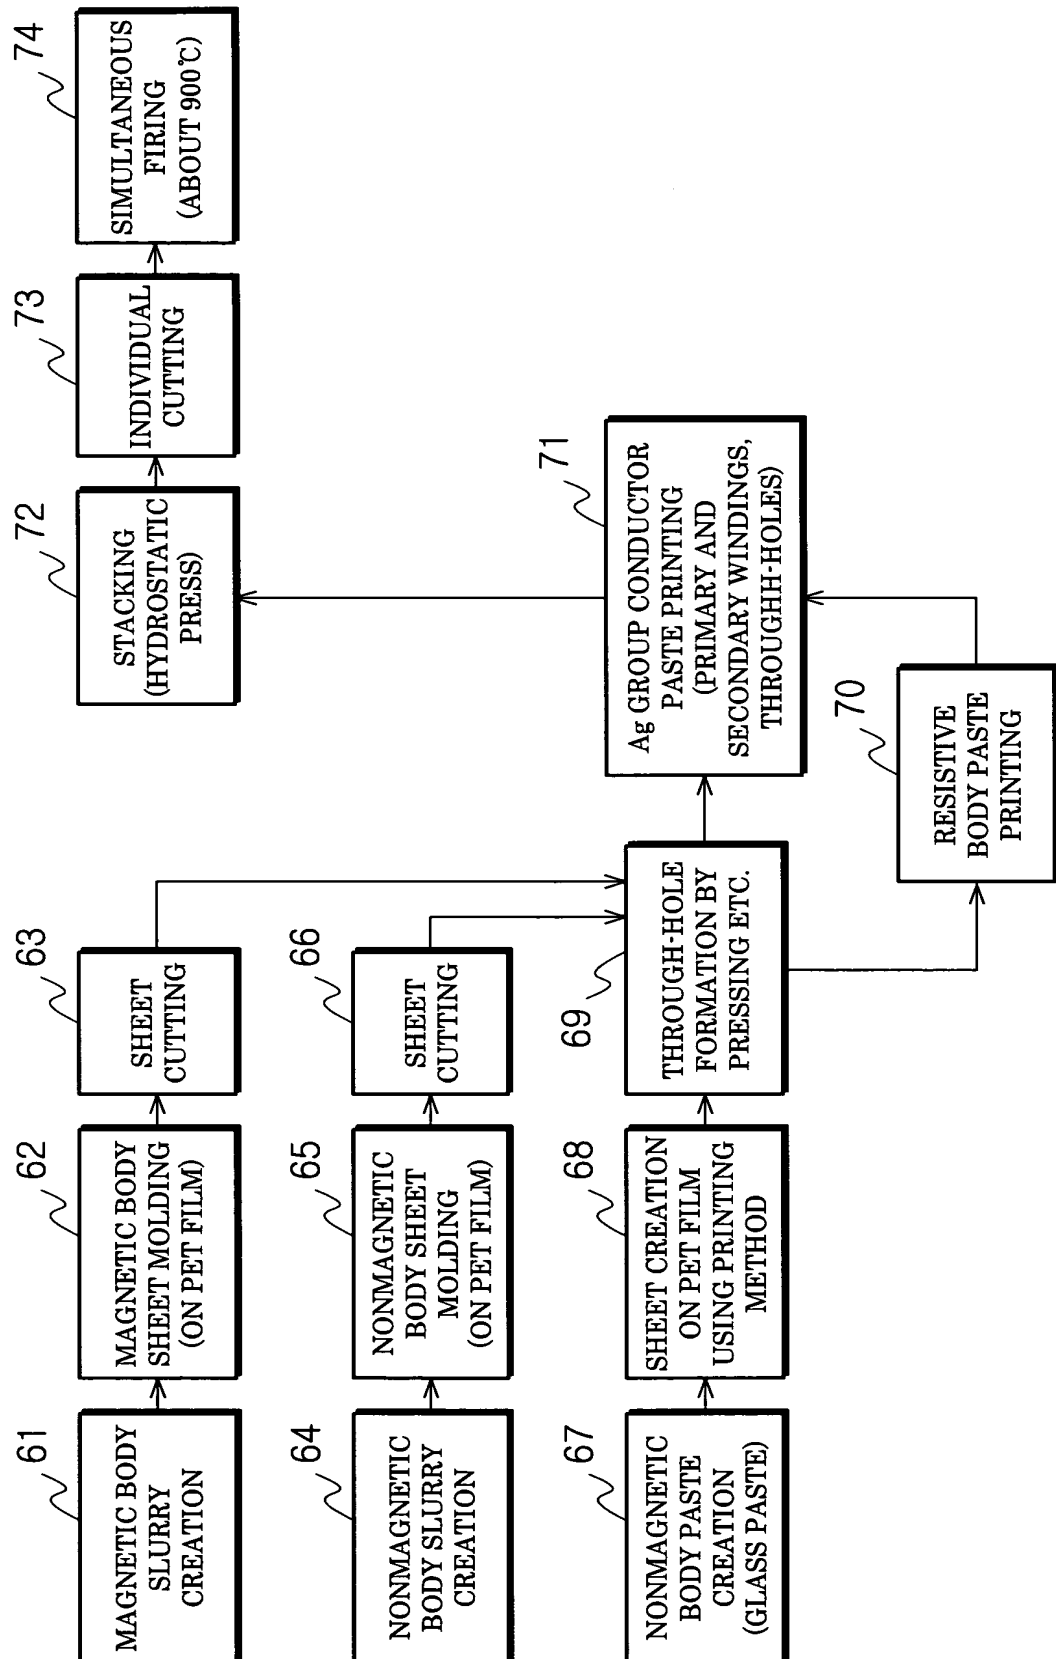 61
MAGNETIC BODY
SLURRY
CREATION
62
MAGNETIC BODY
SHEET MOLDING
(ON PET FILM)
63
SHEET
CUTTING
64
NONMAGNETIC
BODY SLURRY
CREATION
65
NONMAGNETIC
BODY SHEET
MOLDING
(ON PET FILM)
66
SHEET
CUTTING
67
NONMAGNETIC
BODY PASTE
CREATION
(GLASS PASTE)
68
SHEET CREATION
ON PET FILM
USING PRINTING
METHOD
69
THROUGH-HOLE
FORMATION BY
PRESSING ETC.
70
RESISTIVE
BODY PASTE
PRINTING
71
Ag GROUP CONDUCTOR
PASTE PRINTING
(PRIMARY AND
SECONDARY WINDINGS,
THROUGHH-HOLES)
72
STACKING
(HYDROSTATIC
PRESS)
73
INDIVIDUAL
CUTTING
74
SIMULTANEOUS
FIRING
(ABOUT 900℃)